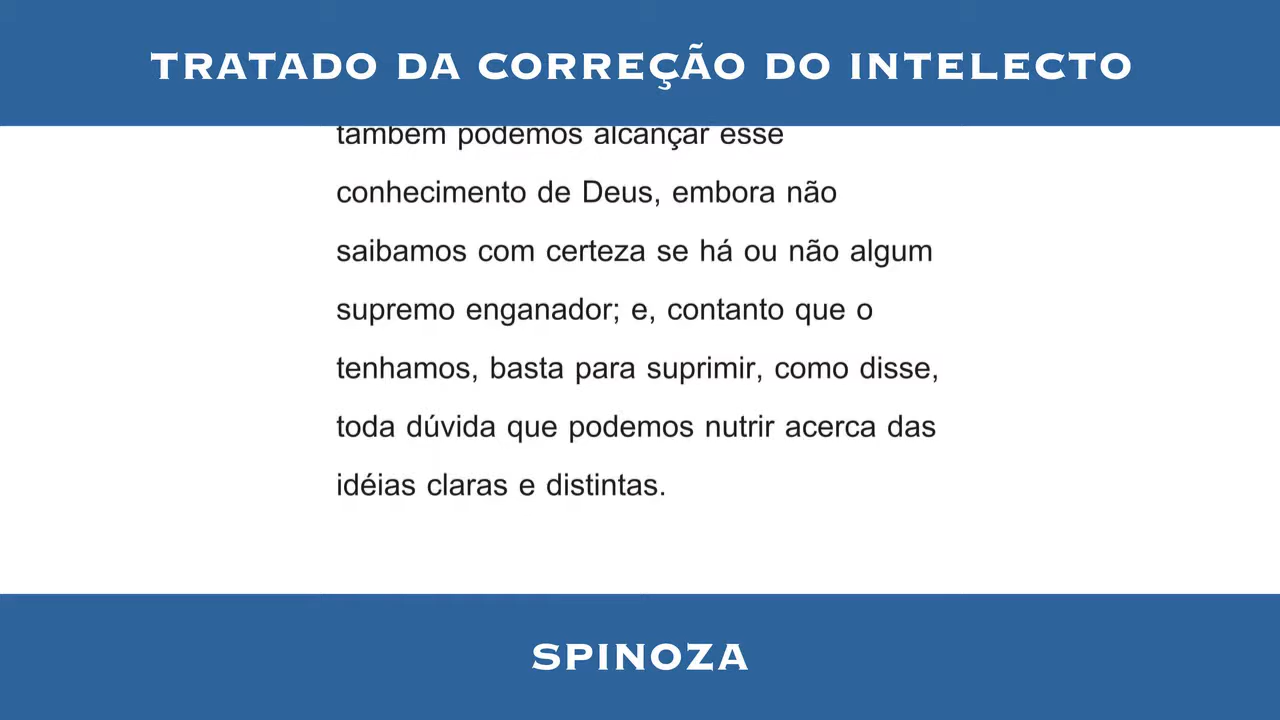 TRATADO DA CORREÇÃO DO INTELECTO
também podemos alcançar esse
conhecimento de Deus, embora não
saibamos com certeza se há ou não algum
supremo enganador; e, contanto que o
tenhamos, basta para suprimir, como disse,
toda dúvida que podemos nutrir acerca das
idéias claras e distintas.
SPINOZA